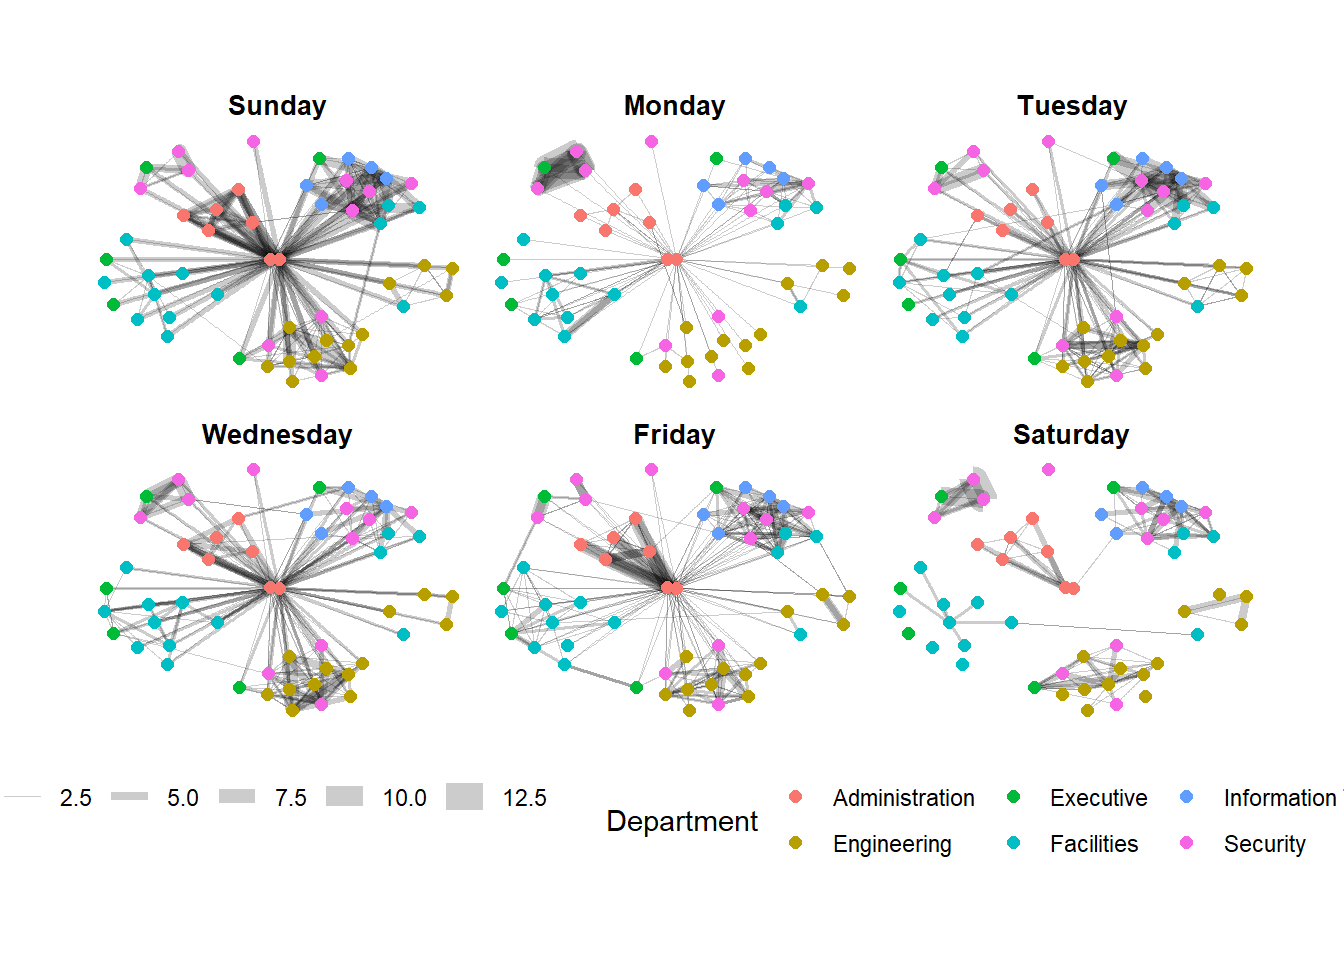 Sunday Monday Tuesday
Wednesday Friday Saturday
2.5 5.0 7.5 10.0 12.5
Department
Administration Executive Information
Engineering Facilities Security